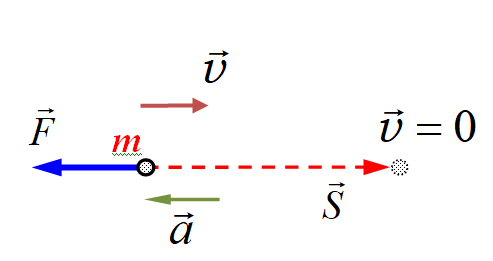 v⃗
F⃗
m
v⃗ = 0
S⃗
a⃗